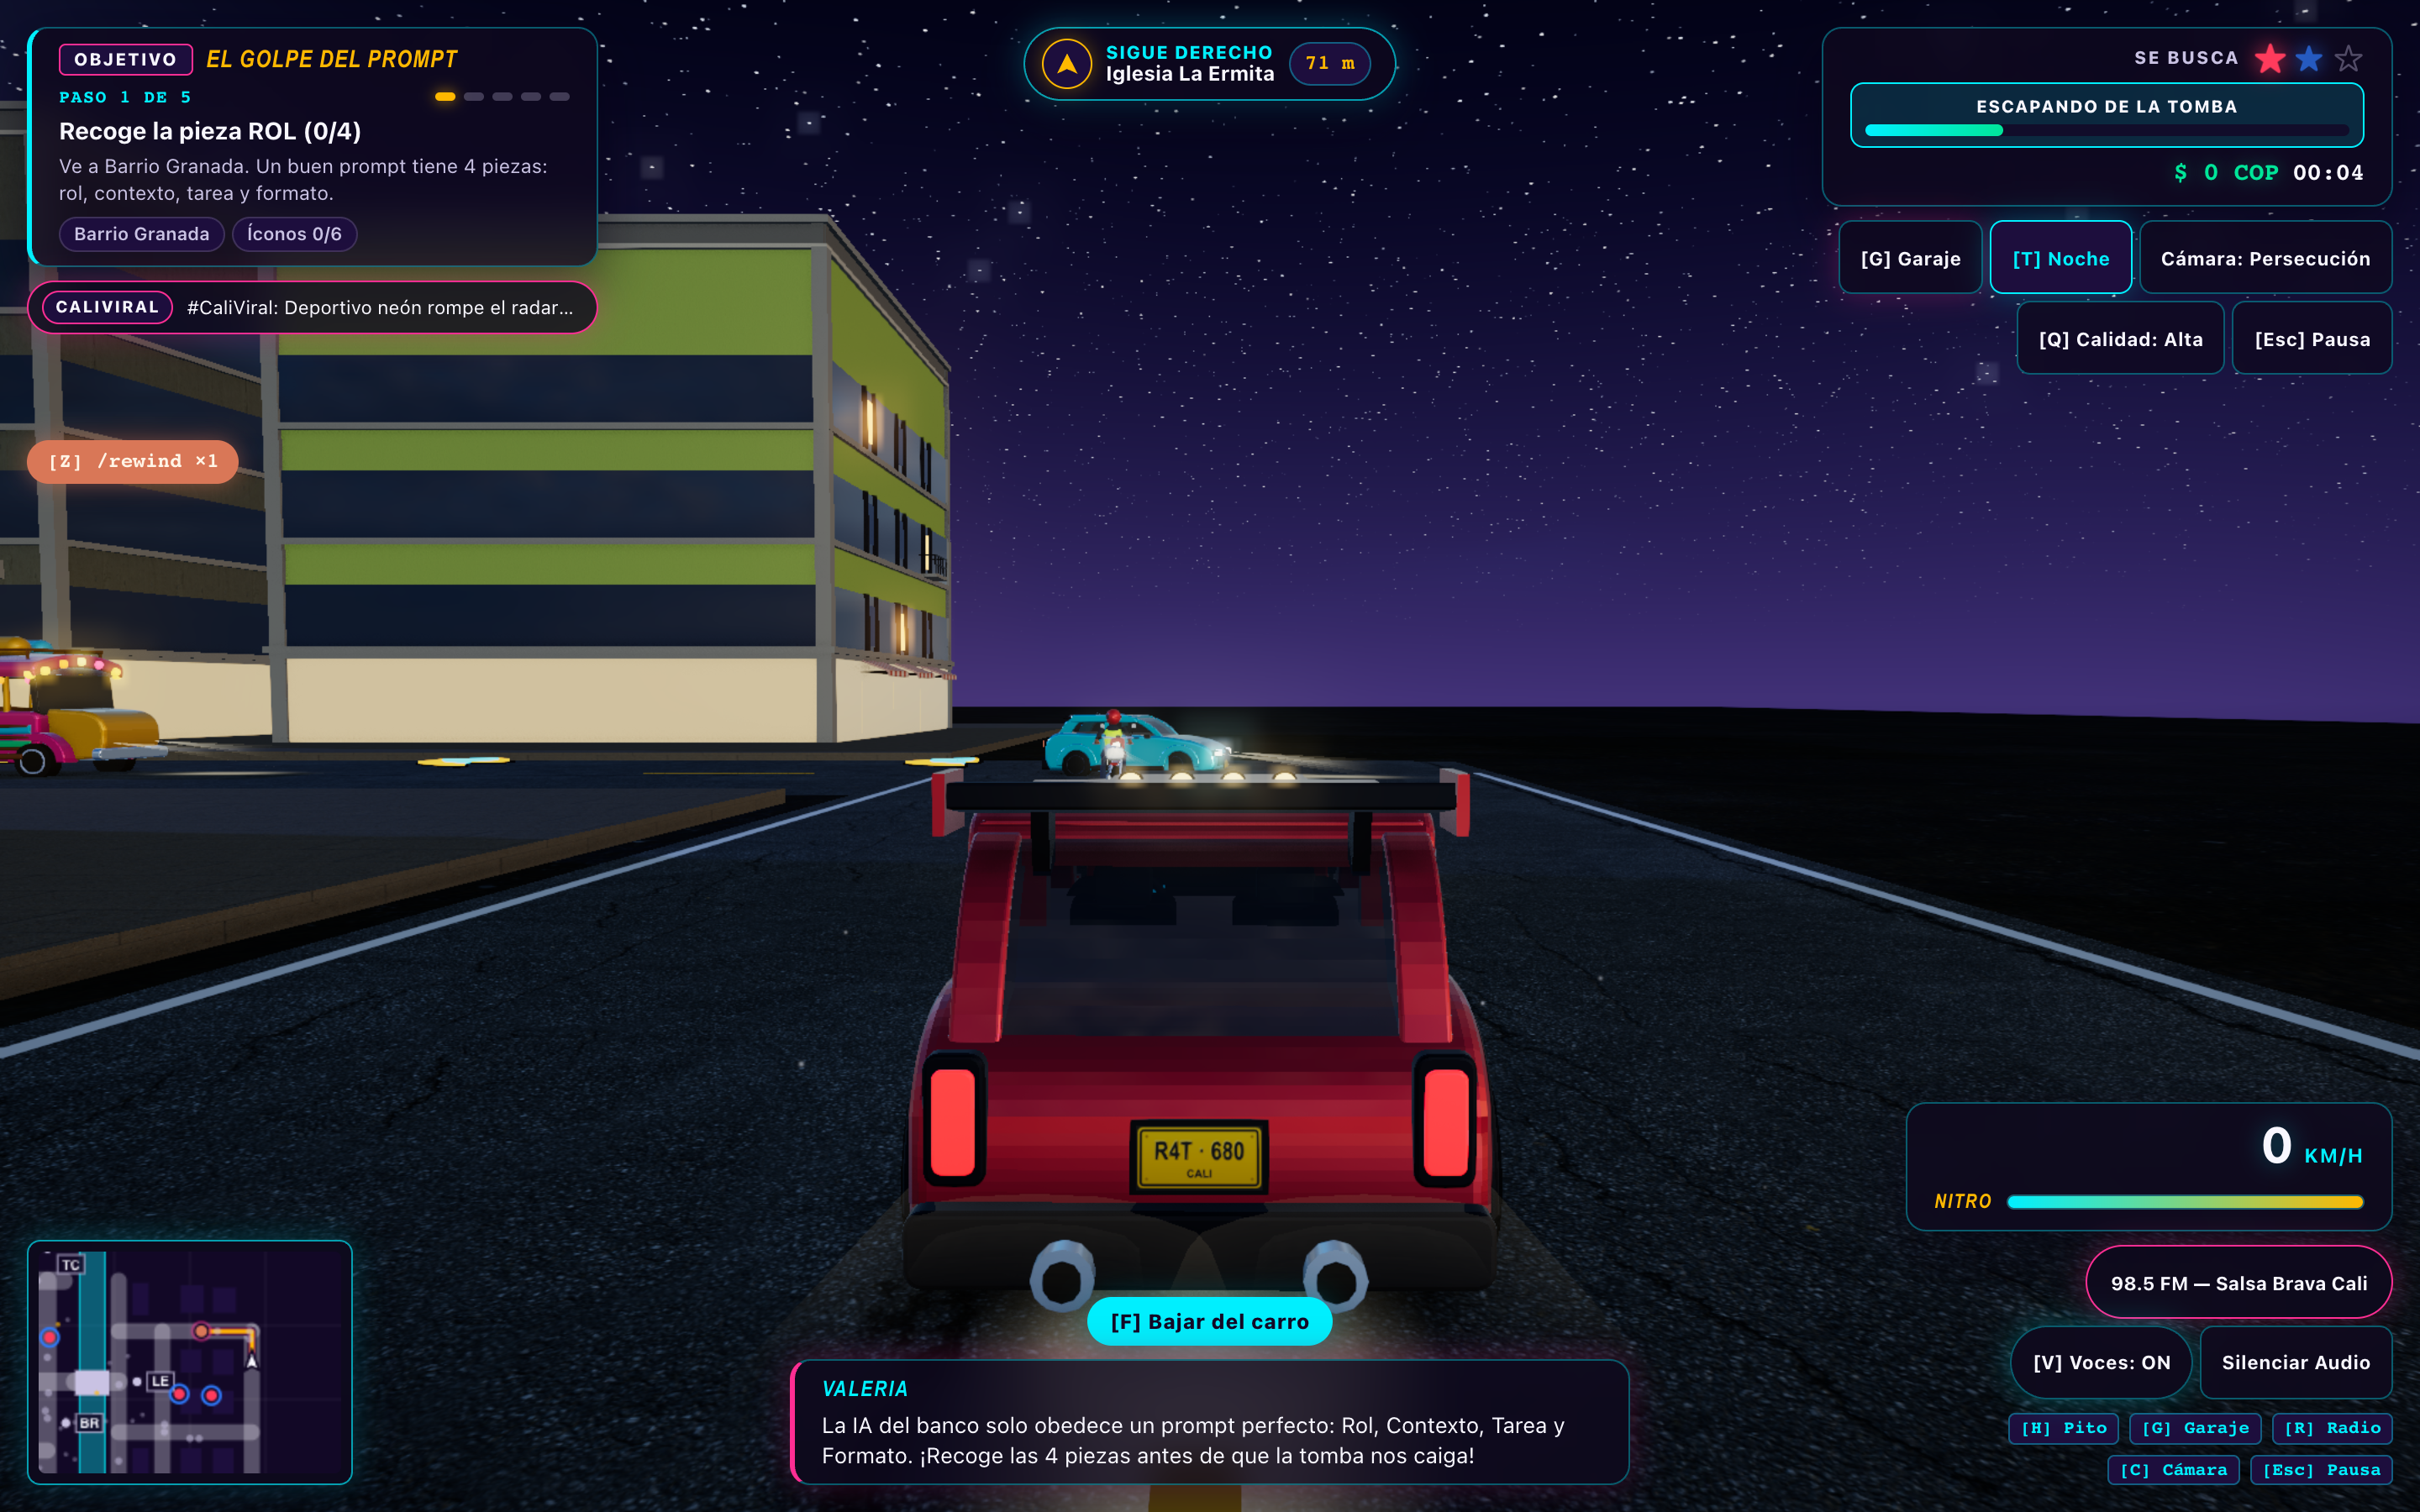 OBJETIVO EL GOLPE DEL PROMPT
PASO 1 DE 5
Recoge la pieza ROL (0/4)
Ve a Barrio Granada. Un buen prompt tiene 4 piezas:
rol, contexto, tarea y formato.
Barrio Granada Íconos 0/6
CALIVIRAL #CaliViral: Deportivo neón rompe el radar...
[Z] /rewind ×1
SIGUE DERECHO
Iglesia La Ermita
71 m
SE BUSCA
ESCAPANDO DE LA TOMBA
$ 0 COP 00:04
[G] Garaje [T] Noche Cámara: Persecución
[Q] Calidad: Alta [Esc] Pausa
R4T · 680
CALI
0 KM/H
NITRO
98.5 FM — Salsa Brava Cali
[V] Voces: ON Silenciar Audio
[H] Pito [G] Garaje [R] Radio
[C] Cámara [Esc] Pausa
[F] Bajar del carro
VALERIA
La IA del banco solo obedece un prompt perfecto: Rol, Contexto, Tarea y
Formato. ¡Recoge las 4 piezas antes de que la tomba nos caiga!
TC
LE
BR